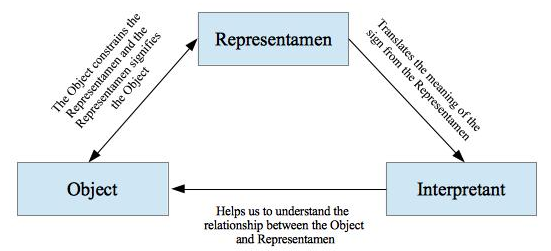 Representamen
The Object constrains the
Representamen and the
Representamen signifies
the Object
Translates the meaning of the
sign from the Representamen
Object
Interpretant
Helps us to understand the
relationship between the Object
and Representamen